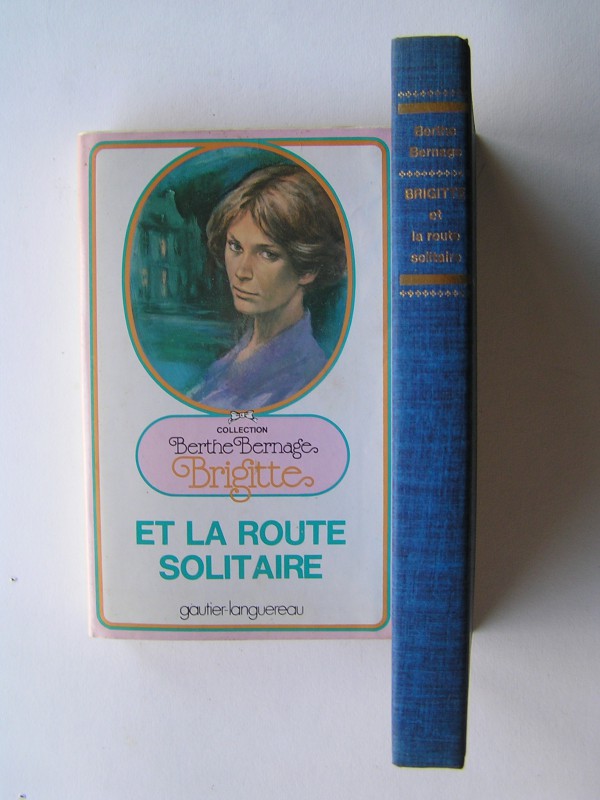 COLLECTION
Berthe Bernage
Brigitte
ET LA ROUTE
SOLITAIRE
gautier-languereau
Berthe
Bernage
BRIGITTE
et
la route
solitaire